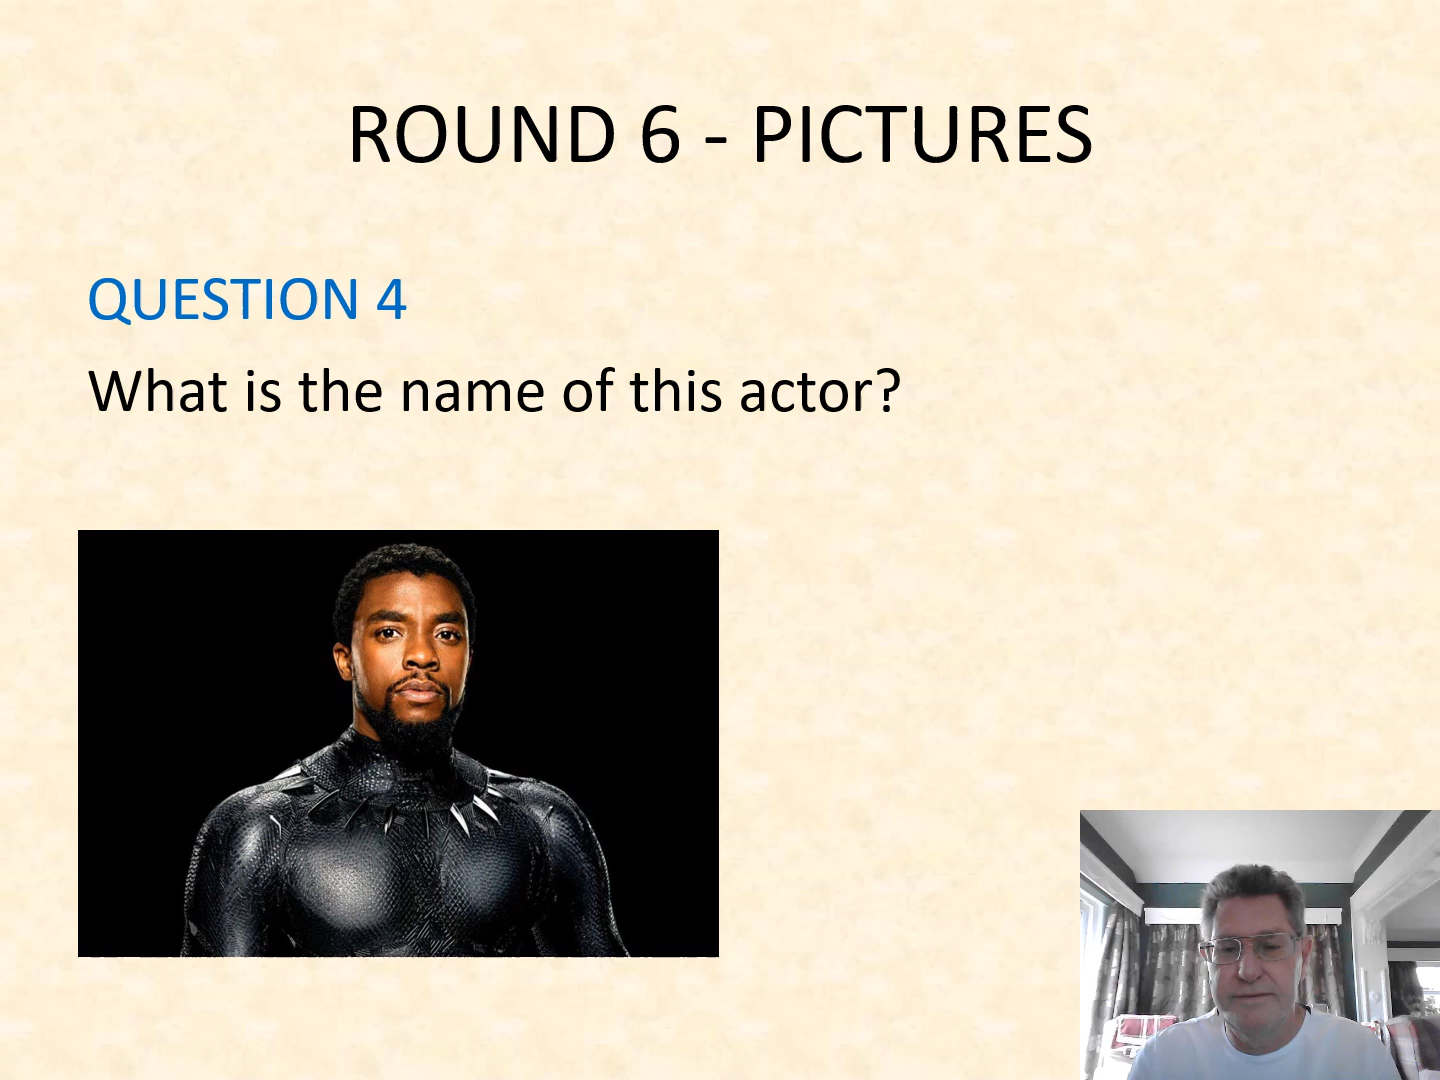 ROUND 6 - PICTURES
QUESTION 4
What is the name of this actor?